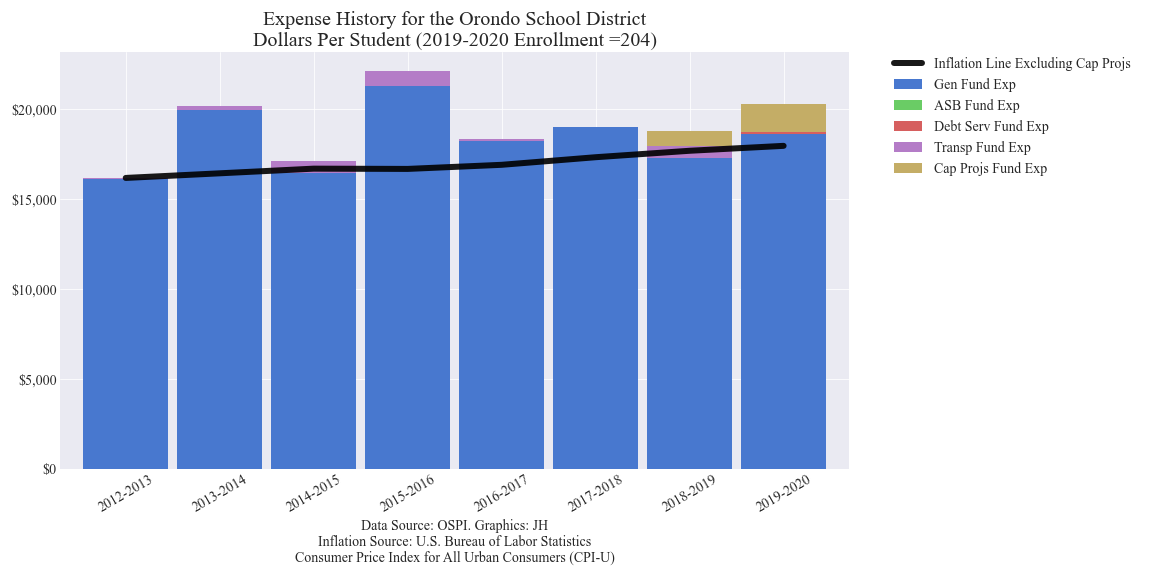 Expense History for the Orondo School District
Dollars Per Student (2019-2020 Enrollment =204)
Inflation Line Excluding Cap Projs
Gen Fund Exp
ASB Fund Exp
Debt Serv Fund Exp
Transp Fund Exp
Cap Projs Fund Exp
$20,000
$15,000
$10,000
$5,000
$0
2012-2013
2013-2014
2014-2015
2015-2016
2016-2017
2017-2018
2018-2019
2019-2020
Data Source: OSPI. Graphics: JH
Inflation Source: U.S. Bureau of Labor Statistics
Consumer Price Index for All Urban Consumers (CPI-U)